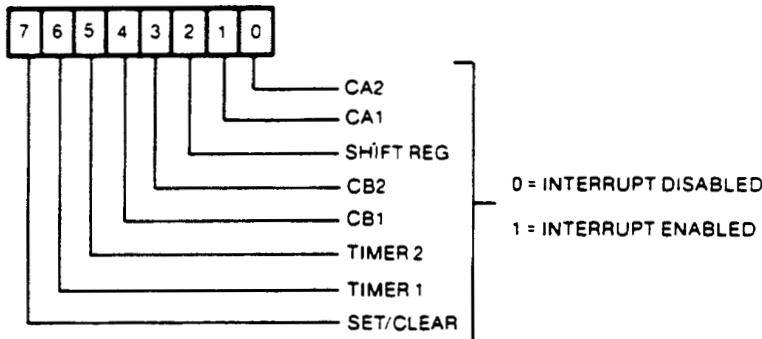 7 6 5 4 3 2 1 0
CA2
CA1
SHIFT REG
CB2
CB1
TIMER 2
TIMER 1
SET/CLEAR
0 = INTERRUPT DISABLED
1 = INTERRUPT ENABLED